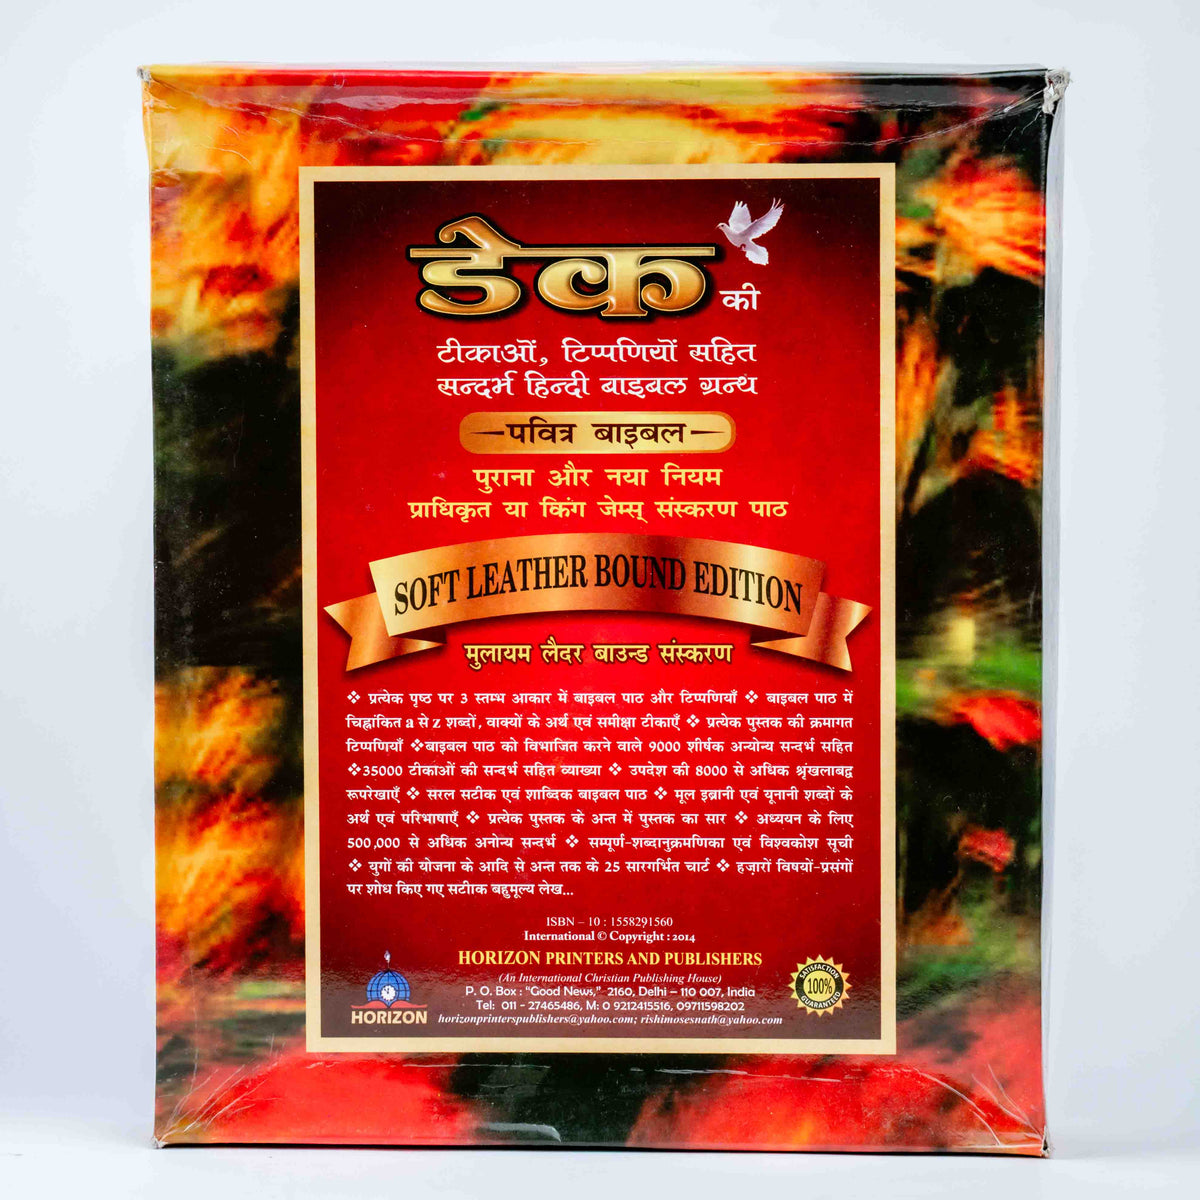 डेक की
टीकाओं, टिप्पणियों सहित
सन्दर्भ हिन्दी बाइबल ग्रन्थ
पवित्र बाइबल
पुराना और नया नियम
प्राधिकृत या किंग जेम्स् संस्करण पाठ
SOFT LEATHER BOUND EDITION
मुलायम लैदर बाउन्ड संस्करण
❖ प्रत्येक पृष्ठ पर 3 स्तम्भ आकार में बाइबल पाठ और टिप्पणियाँ ❖ बाइबल पाठ में
चिह्नांकित a से z शब्दों, वाक्यों के अर्थ एवं समीक्षा टीकाएँ ❖ प्रत्येक पुस्तक की क्रमागत
टिप्पणियाँ ❖बाइबल पाठ को विभाजित करने वाले 9000 शीर्षक अन्योन्य सन्दर्भ सहित
❖35000 टीकाओं की सन्दर्भ सहित व्याख्या ❖ उपदेश की 8000 से अधिक श्रृंखलाबद्व
रूपरेखाएँ ❖ सरल सटीक एवं शाब्दिक बाइबल पाठ ❖ मूल इब्रानी एवं यूनानी शब्दों के
अर्थ एवं परिभाषाएँ ❖ प्रत्येक पुस्तक के अन्त में पुस्तक का सार ❖ अध्ययन के लिए
500,000 से अधिक अनोन्य सन्दर्भ ❖ सम्पूर्ण-शब्दानुक्रमणिका एवं विश्वकोश सूची
❖ युगों की योजना के आदि से अन्त तक के 25 सारगर्भित चार्ट ❖ हज़ारों विषयों-प्रसंगों
पर शोध किए गए सटीाक बहुमूल्य लेख...
ISBN – 10 : 1558291560
International © Copyright : 2014
HORIZON PRINTERS AND PUBLISHERS
(An International Christian Publishing House)
P. O. Box : “Good News,” 2160, Delhi – 110 007, India
Tel: 011 - 27465486, M: 0 9212415516, 09711598202
horizonprinterspublishers@yahoo.com; rishimosesnath@yahoo.com
HORIZON
SATISFACTION
100%
GUARANTEED